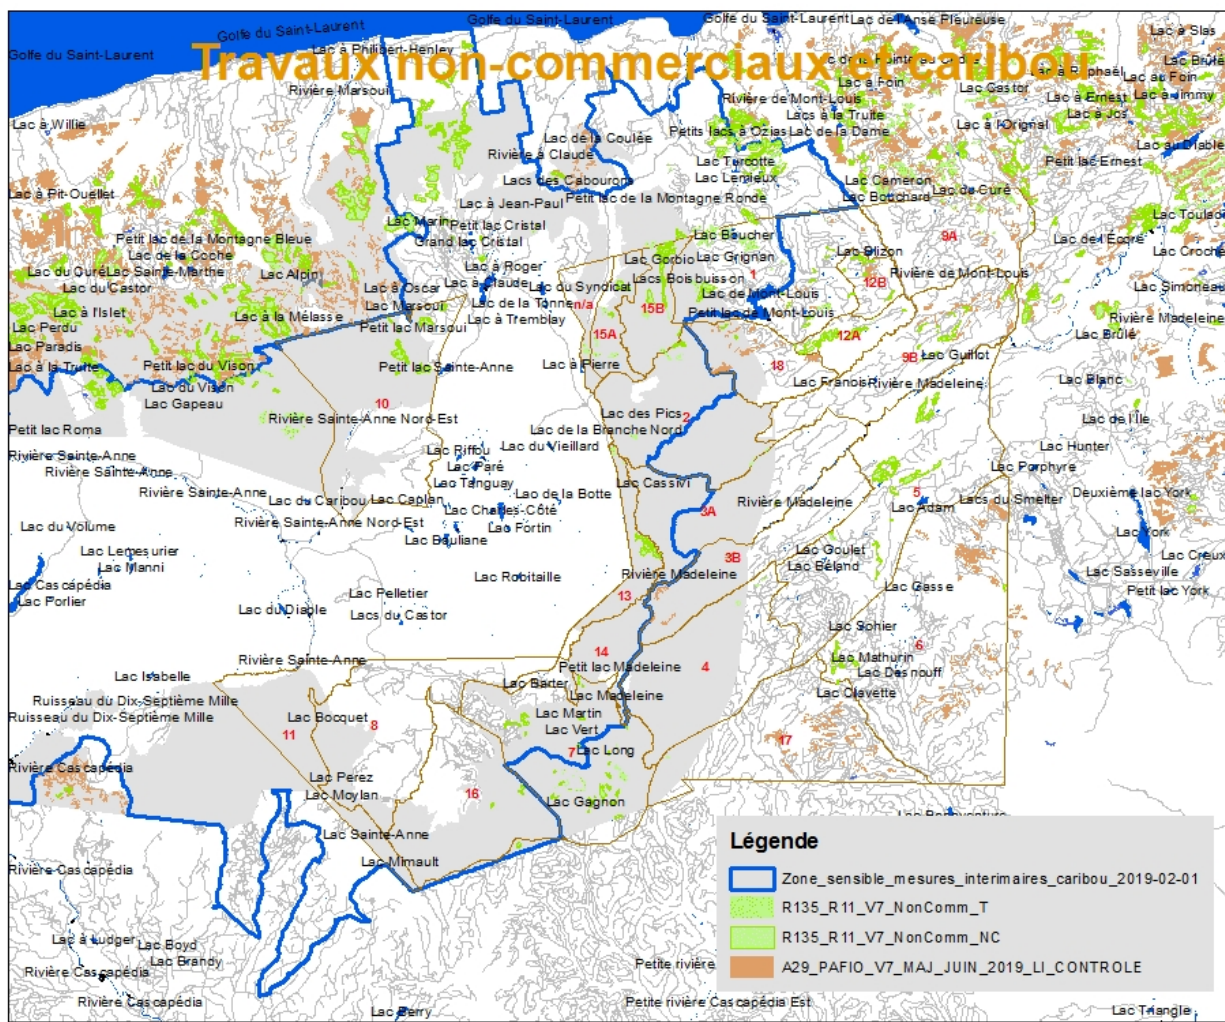 Golfe du Saint-Laurent
Golfe du Saint-Laurent
Golfe du Saint-Laurent
Golfe du Saint-Laurent
Lac de l'Anse Pleureuse
Lac à Slas
Travaux non-commerciaux et caribou
Lac à Philibert-Henley
Lac à Raphaël
Lac au Foin
Lac à Foin
Lac Castor
Lac à Ernest
Lac à Jimmy
Rivière Marsoui
Rivière de Mont-Louis
Lacs à la Truite
Lac à Jos
Lac à Willie
Lac de la Coulée
Petits lacs à Ozias
Lac de la Dame
Lac à l'Orignal
Lac au Diable
Rivière à Claude
Lac Turcotte
Petit lac Ernest
Lac Lemieux
Lacs des Cabourons
Lac Cameron
Lac du Curé
Lac à Pit-Ouellet
Lac à Jean-Paul
Petit lac de la Montagne Ronde
Lac Bouchard
Lac Marin
Petit lac Cristal
Lac Boucher
9A
Petit lac de la Montagne Bleue
Grand lac Cristal
Lac de la Coche
Lac Gorbio
Lac Grignan
Lac du Curé
Lac Sainte-Marthe
Lac Alpin
Lac à Roger
Lac Blizon
Lac Croche
Lac du Castor
Lac à Oscar
Lac à Claude
Lac du Syndicat
Lacs Boisbuisson
1
12B
Rivière de Mont-Louis
Lac Simoneau
Lac à l'Islet
Lac à la Mélasse
Lac Marsoui
Lac de la Tonne
n/a
15B
Lac de Mont-Louis
Petit lac de Mont-Louis
Lac Perdu
Petit lac Marsoui
Lac à Tremblay
15A
12A
Rivière Madeleine
Lac Brûlé
Lac Paradis
Lac à la Truite
Petit lac du Vison
Petit lac Sainte-Anne
Lac à Pierre
18
9B
Lac Guillot
Lac du Vison
Lac Francis
Rivière Madeleine
Lac Blanc
Lac Gapeau
10
Rivière Sainte-Anne Nord-Est
Lac des Pics
2
Lac de l'Île
Petit lac Roma
Lac de la Branche Nord
Rivière Sainte-Anne
Lac Riffou
Lac du Vieillard
Lac Hunter
Rivière Sainte-Anne
Lac Paré
Lac Porphyre
Lac Tanguay
Lac Cassivi
Rivière Sainte-Anne
Lac du Caribou
Lac Caplan
Lac de la Botte
Rivière Madeleine
5
Lacs du Smelter
Deuxième lac York
Lac du Volume
Rivière Sainte-Anne Nord-Est
Lac Charles-Côté
3A
Lac Adam
Lac Fortin
Lac York
Lac Bauliane
Lac Lemesurier
Lac Manni
Lac Goulet
3B
Lac Béland
Lac Creux
Lac Cascapédia
Lac Robitaille
Rivière Madeleine
Lac Sasseville
Lac Porlier
Lac Pelletier
13
Lac Gasse
Petit lac York
Lac du Diable
Lacs du Castor
Lac Sohier
6
14
Rivière Sainte-Anne
Petit lac Madeleine
4
Lac Mathurin
Lac Desnouff
Lac Isabelle
Lac Barter
Lac Madeleine
Lac Clavette
Ruisseau du Dix-Septième Mille
Ruisseau du Dix-Septième Mille
Lac Bocquet
8
Lac Martin
Lac Vert
11
7
Lac Long
17
Rivière Cascapédia
Lac Perez
Lac Moylan
16
Lac Gagnon
Lac Sainte-Anne
Lac Mimault
Rivière Cascapédia
Lac à Ludger
Lac Boyd
Lac Brandy
Rivière Cascapédia
Petite rivière
Rivière Cascapédia
Lac Berry
Petite rivière Cascapédia Est
Lac Triangle
Légende
Zone_sensible_mesures_interimaires_caribou_2019-02-01
R135_R11_V7_NonComm_T
R135_R11_V7_NonComm_NC
A29_PAFIO_V7_MAJ_JUIN_2019_LI_CONTROLE